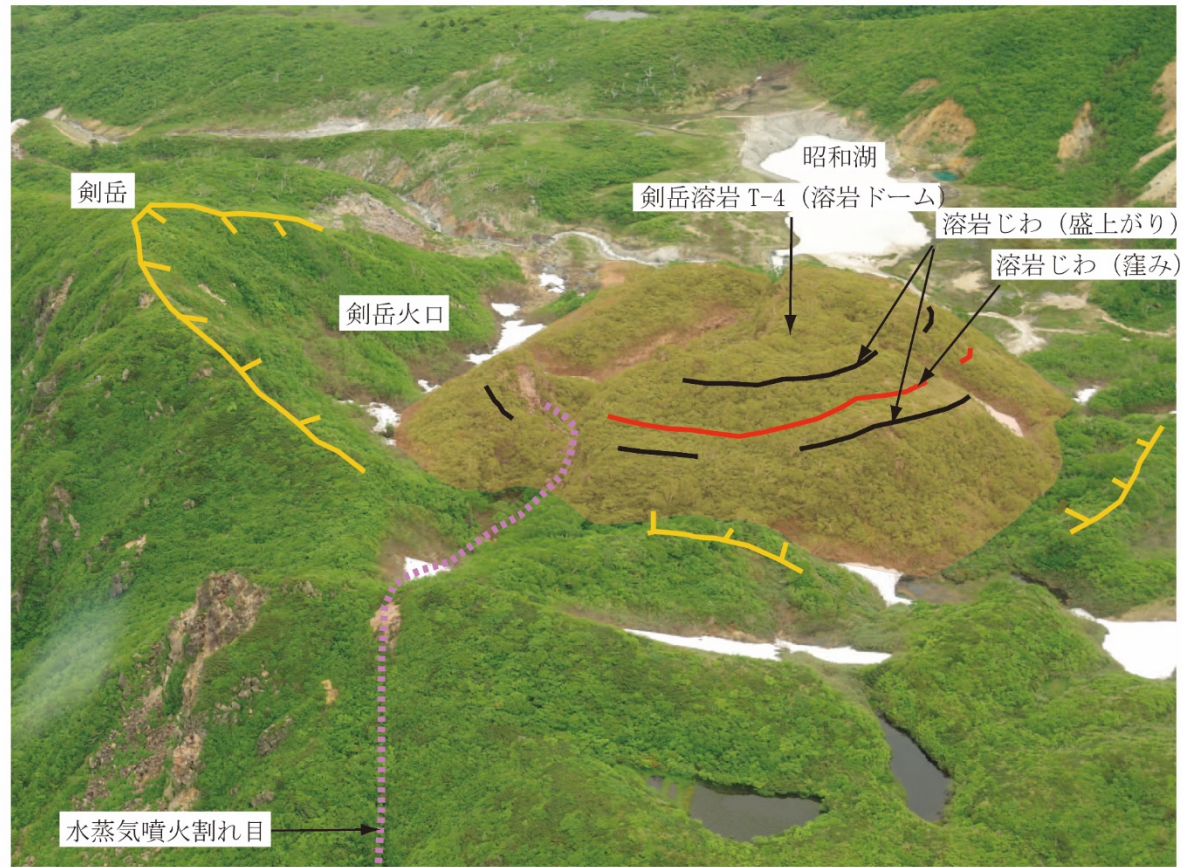 昭和湖
剣岳
剣岳溶岩 T-4（溶岩ドーム）
溶岩じわ（盛上がり）
溶岩じわ（窪み）
剣岳火口
水蒸気噴火割れ目